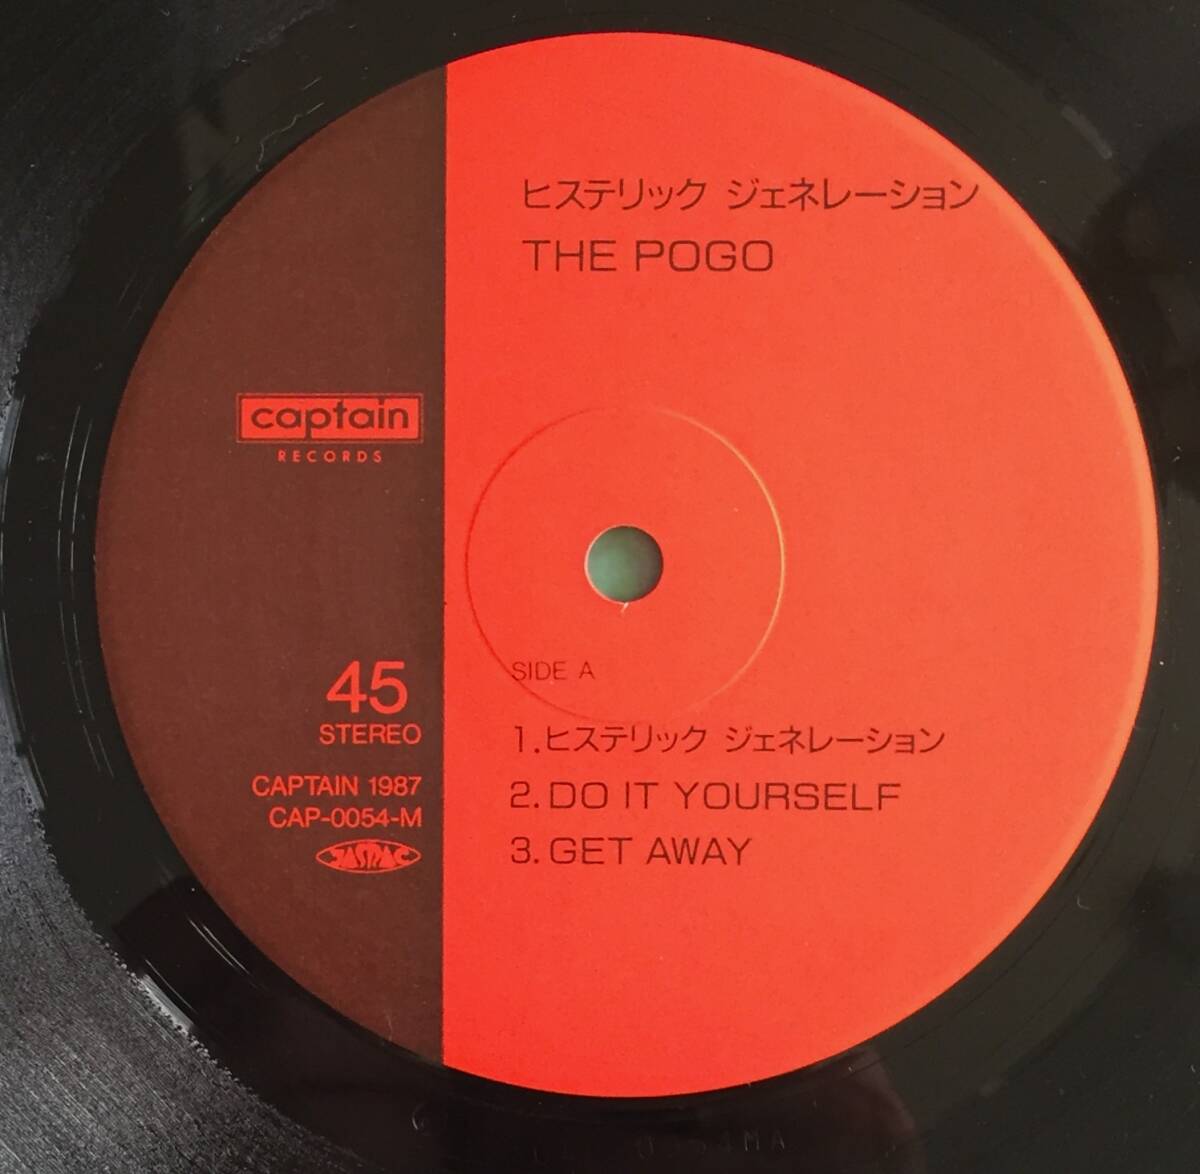 ヒステリック ジェネレーション
THE POGO
captain
RECORDS
45
STEREO
CAPTAIN 1987
CAP-0054-M
JASRAC
SIDE A
1.ヒステリック ジェネレーション
2.DO IT YOURSELF
3.GET AWAY